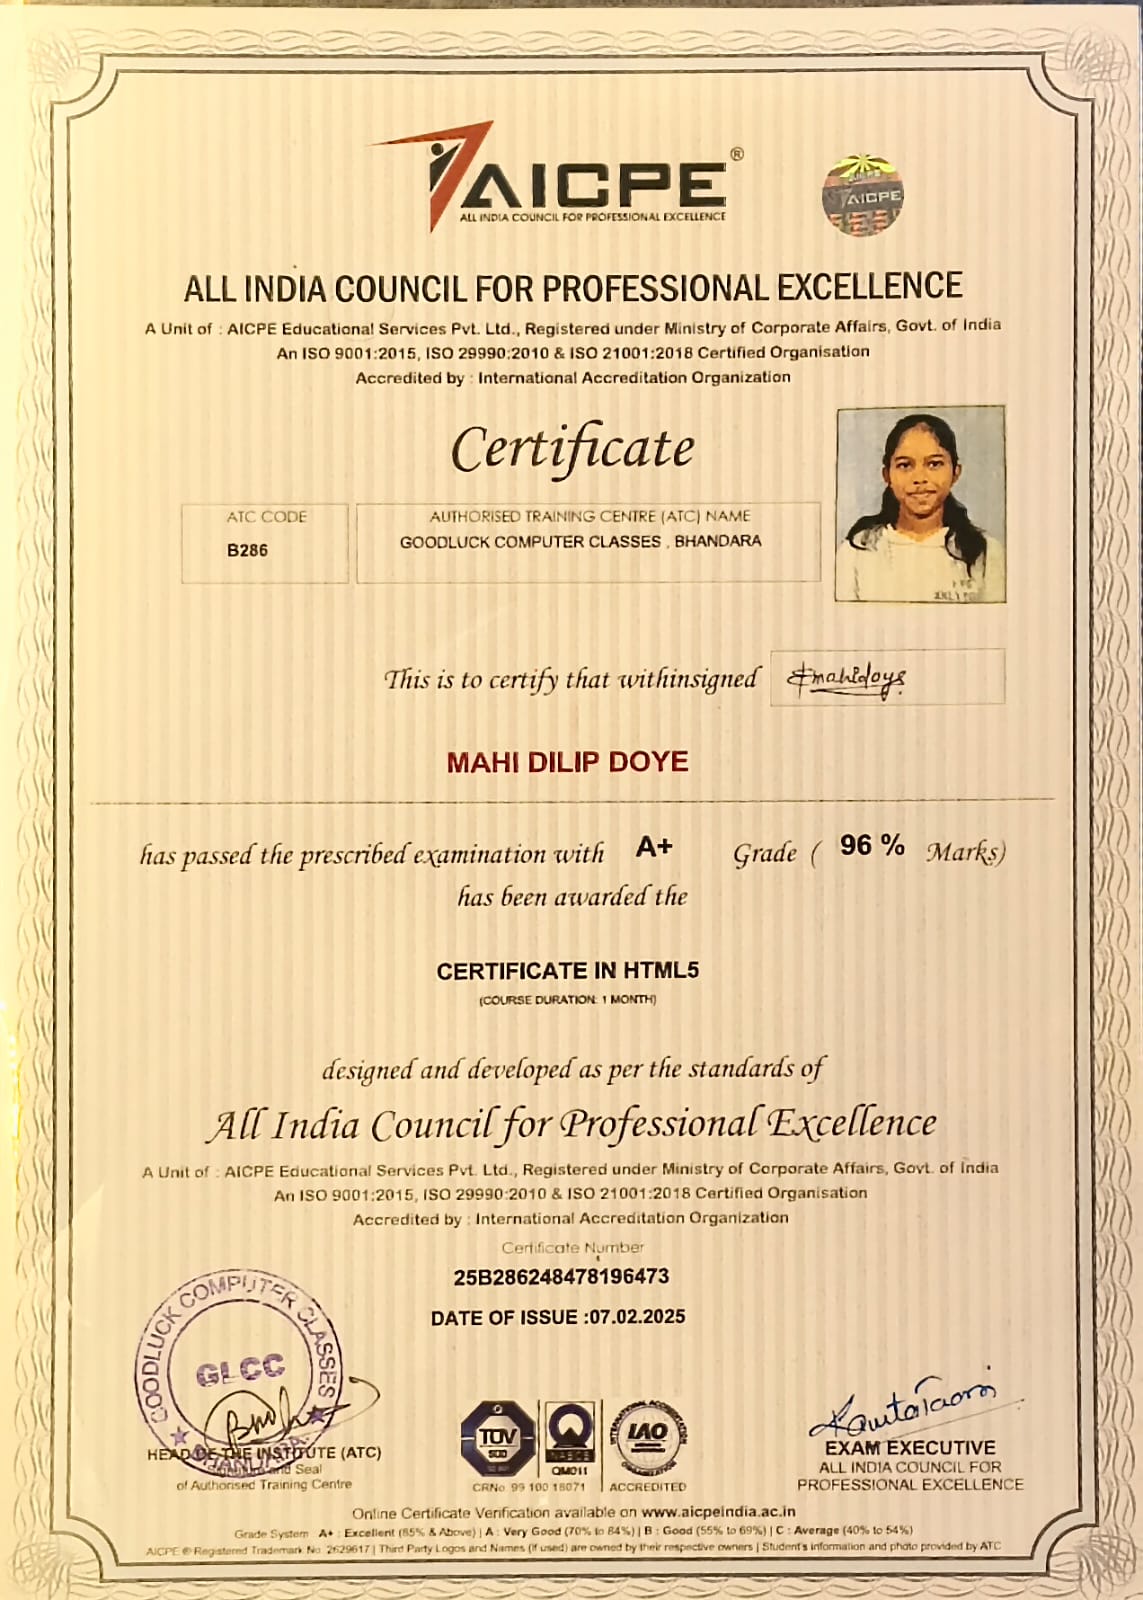 AICPE®
ALL INDIA COUNCIL FOR PROFESSIONAL EXCELLENCE
AICPE
ALL INDIA COUNCIL FOR PROFESSIONAL EXCELLENCE
A Unit of : AICPE Educational Services Pvt. Ltd., Registered under Ministry of Corporate Affairs, Govt. of India
An ISO 9001:2015, ISO 29990:2010 & ISO 21001:2018 Certified Organisation
Accredited by : International Accreditation Organization
Certificate
ATC CODE
B286
AUTHORISED TRAINING CENTRE (ATC) NAME
GOODLUCK COMPUTER CLASSES , BHANDARA
This is to certify that withinsigned
mahidoye
MAHI DILIP DOYE
has passed the prescribed examination with A+ Grade ( 96 % Marks)
has been awarded the
CERTIFICATE IN HTML5
(COURSE DURATION: 1 MONTH)
designed and developed as per the standards of
All India Council for Professional Excellence
A Unit of : AICPE Educational Services Pvt. Ltd., Registered under Ministry of Corporate Affairs, Govt. of India
An ISO 9001:2015, ISO 29990:2010 & ISO 21001:2018 Certified Organisation
Accredited by : International Accreditation Organization
Certificate Number
25B286248478196473
DATE OF ISSUE :07.02.2025
GOODLUCK COMPUTER CLASSES
GLCC
BHANDARA
HEAD OF THE INSTITUTE (ATC)
and Seal
of Authorised Training Centre
TUV
SUD
QM011
CRNo. 99 100 18071
INTERNATIONAL ACCREDITATION ORGANIZATION
IAO
ACCREDITED
EXAM EXECUTIVE
ALL INDIA COUNCIL FOR
PROFESSIONAL EXCELLENCE
Online Certificate Verification available on www.aicpeindia.ac.in
Grade System A+ : Excellent (85% & Above) | A : Very Good (70% to 84%) | B : Good (55% to 69%) | C : Average (40% to 54%)
AICPE ® Registered Trademark No. 2629617 | Third Party Logos and Names (If used) are owned by their respective owners | Student's information and photo provided by ATC